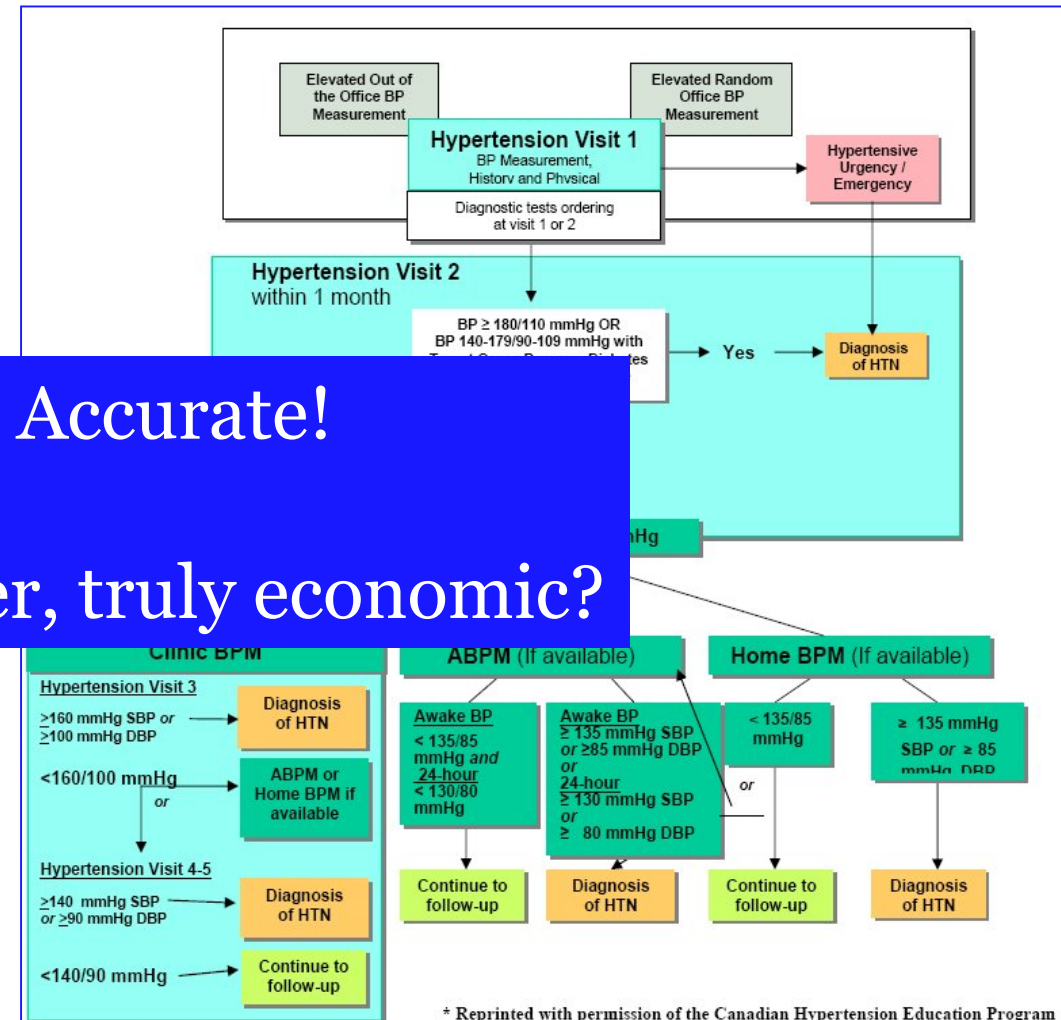 Elevated Out of
the Office BP
Measurement
Elevated Random
Office BP
Measurement
Hypertension Visit 1
BP Measurement,
History and Physical
Diagnostic tests ordering
at visit 1 or 2
Hypertensive
Urgency /
Emergency
Hypertension Visit 2
within 1 month
BP ≥ 180/110 mmHg OR
BP 140-179/90-109 mmHg with
Yes
Diagnosis
of HTN
Accurate!
truly economic?
Clinic BPM
Hypertension Visit 3
≥160 mmHg SBP or
≥100 mmHg DBP
Diagnosis
of HTN
<160/100 mmHg
or
ABPM or
Home BPM if
available
Hypertension Visit 4-5
≥140 mmHg SBP
or ≥90 mmHg DBP
Diagnosis
of HTN
<140/90 mmHg
Continue to
follow-up
ABPM (If available)
Awake BP
< 135/85
mmHg and
24-hour
< 130/80
mmHg
Awake BP
≥ 135 mmHg SBP
or ≥85 mmHg DBP
or
24-hour
≥ 130 mmHg SBP
or
≥ 80 mmHg DBP
Continue to
follow-up
Diagnosis
of HTN
Home BPM (If available)
< 135/85
mmHg
or
≥ 135 mmHg
SBP or ≥ 85
mmHg DBP
Continue to
follow-up
Diagnosis
of HTN
* Reprinted with permission of the Canadian Hypertension Education Program